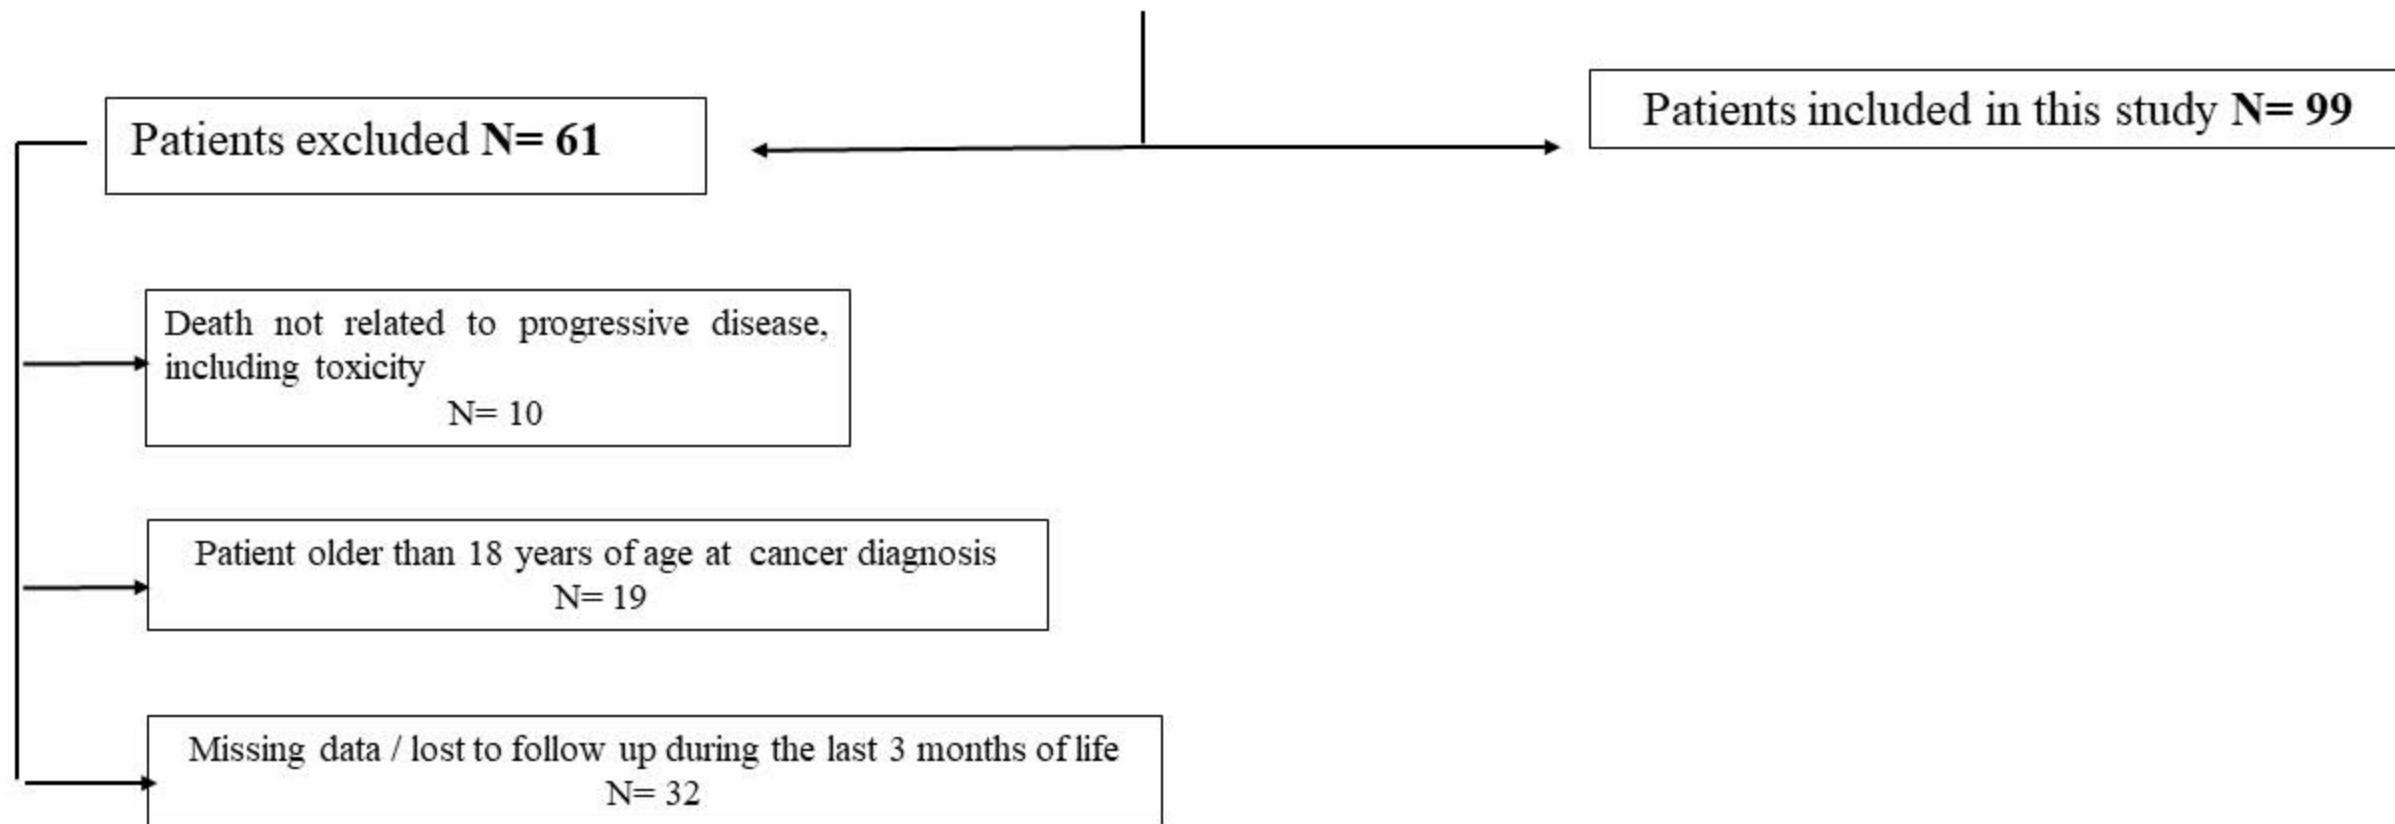 Patients excluded N= 61
Patients included in this study N= 99
Death not related to progressive disease,
including toxicity
N= 10
Patient older than 18 years of age at cancer diagnosis
N= 19
Missing data / lost to follow up during the last 3 months of life
N= 32